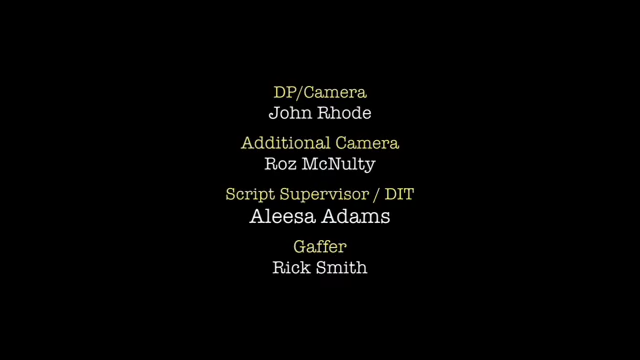 DP/Camera
John Rhode
Additional Camera
Roz McNulty
Script Supervisor / DIT
Aleesa Adams
Gaffer
Rick Smith